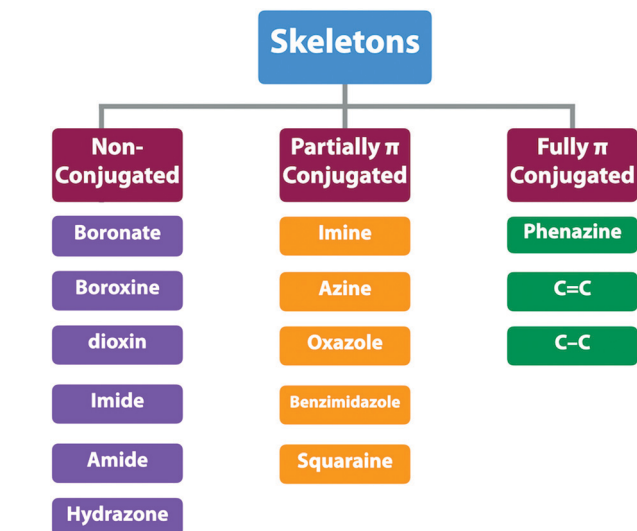 Skeletons
Non-
Conjugated
Boronate
Boroxine
dioxin
Imide
Amide
Hydrazone
Partially π
Conjugated
Imine
Azine
Oxazole
Benzimidazole
Squaraine
Fully π
Conjugated
Phenazine
C=C
C–C